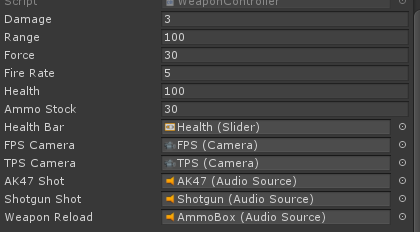 Script WeaponController
Damage 3
Range 100
Force 30
Fire Rate 5
Health 100
Ammo Stock 30
Health Bar Health (Slider)
FPS Camera FPS (Camera)
TPS Camera TPS (Camera)
AK47 Shot AK47 (Audio Source)
Shotgun Shot Shotgun (Audio Source)
Weapon Reload AmmoBox (Audio Source)